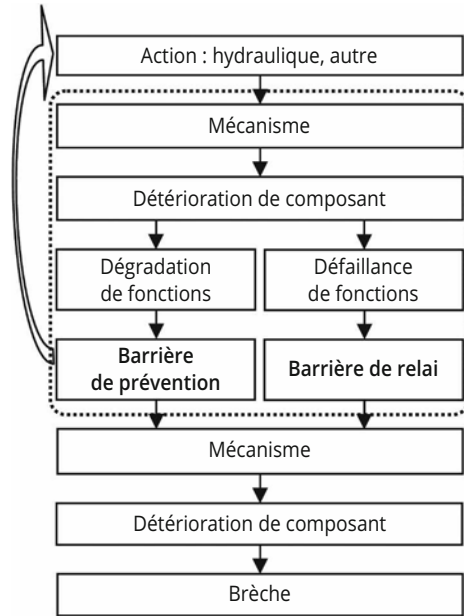 Action : hydraulique, autre
Mécanisme
Détérioration de composant
Dégradation
de fonctions
Défaillance
de fonctions
Barrière
de prévention
Barrière de relai
Mécanisme
Détérioration de composant
Brèche